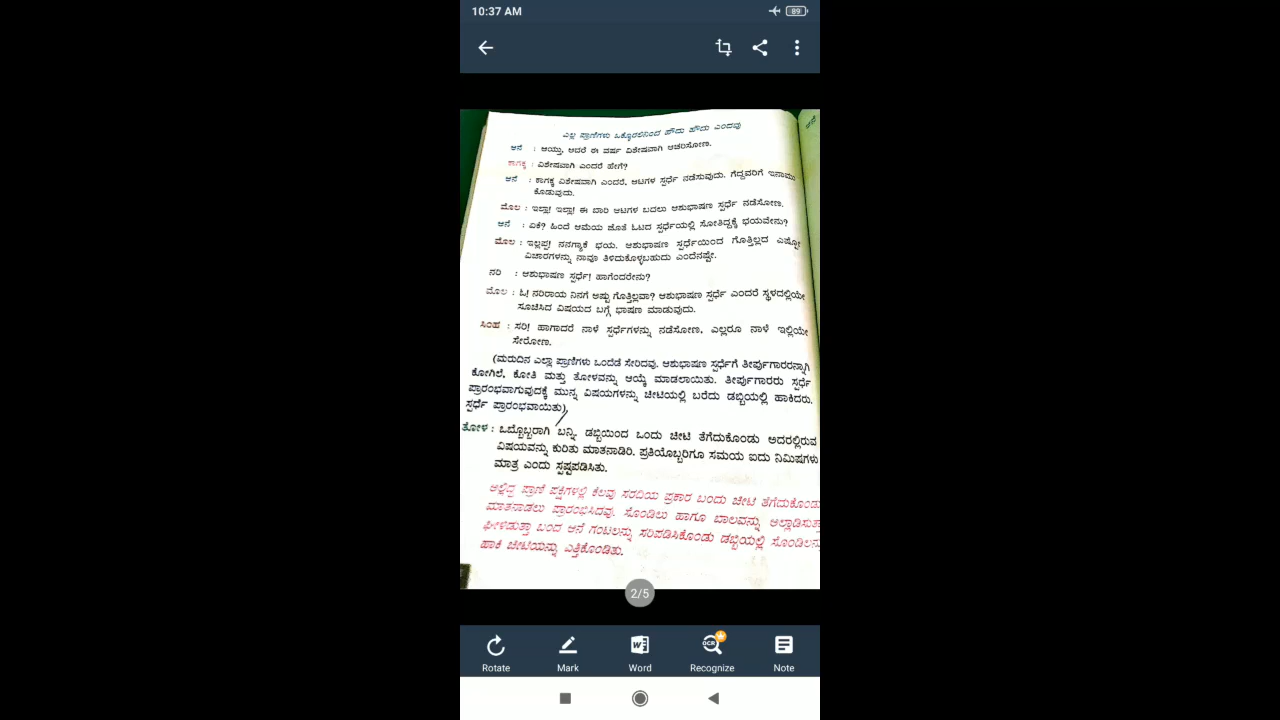 10:37 AM
89
ಎಲ್ಲ ಪ್ರಾಣಿಗಳು ಒಕ್ಕೊರಲಿನಿಂದ ಹೌದು ಹೌದು ಎಂದವು
ಆನೆ : ಆಯ್ತು, ಆದರೆ ಈ ವರ್ಷ ವಿಶೇಷವಾಗಿ ಆಚರಿಸೋಣ.
ಕಾಗಕ್ಕ : ವಿಶೇಷವಾಗಿ ಎಂದರೆ ಹೇಗೆ?
ಆನೆ : ಕಾಗಕ್ಕ ವಿಶೇಷವಾಗಿ ಎಂದರೆ, ಆಟಗಳ ಸ್ಪರ್ಧೆ ನಡೆಸುವುದು. ಗೆದ್ದವರಿಗೆ ಇನಾಮು
ಕೊಡುವುದು.
ಮೊಲ : ಇಲ್ಲಾ! ಇಲ್ಲಾ! ಈ ಬಾರಿ ಆಟಗಳ ಬದಲು ಆಶುಭಾಷಣ ಸ್ಪರ್ಧೆ ನಡೆಸೋಣ.
ಆನೆ : ಏಕೆ? ಹಿಂದೆ ಆಮೆಯ ಜೊತೆ ಓಟದ ಸ್ಪರ್ಧೆಯಲ್ಲಿ ಸೋತಿದ್ದಕ್ಕೆ ಭಯವೇನು?
ಮೊಲ : ಇಲ್ಲಪ್ಪಾ! ನನಗ್ಯಾಕೆ ಭಯ. ಆಶುಭಾಷಣ ಸ್ಪರ್ಧೆಯಿಂದ ಗೊತ್ತಿಲ್ಲದ ಎಷ್ಟೋ
ವಿಚಾರಗಳನ್ನು ನಾವೂ ತಿಳಿದುಕೊಳ್ಳಬಹುದು ಎಂದೆನಷ್ಟೇ.
ನರಿ : ಆಶುಭಾಷಣ ಸ್ಪರ್ಧೆ! ಹಾಗೆಂದರೇನು?
ಮೊಲ : ಓ! ನರಿರಾಯ ನಿನಗೆ ಅಷ್ಟು ಗೊತ್ತಿಲ್ಲವಾ? ಆಶುಭಾಷಣ ಸ್ಪರ್ಧೆ ಎಂದರೆ ಸ್ಥಳದಲ್ಲಿಯೇ
ಸೂಚಿಸಿದ ವಿಷಯದ ಬಗ್ಗೆ ಭಾಷಣ ಮಾಡುವುದು.
ಸಿಂಹ : ಸರಿ! ಹಾಗಾದರೆ ನಾಳೆ ಸ್ಪರ್ಧೆಗಳನ್ನು ನಡೆಸೋಣ, ಎಲ್ಲರೂ ನಾಳೆ ಇಲ್ಲಿಯೇ
ಸೇರೋಣ.
(ಮರುದಿನ ಎಲ್ಲಾ ಪ್ರಾಣಿಗಳು ಒಂದೆಡೆ ಸೇರಿದವು. ಆಶುಭಾಷಣ ಸ್ಪರ್ಧೆಗೆ ತೀರ್ಪುಗಾರರನ್ನಾಗಿ
ಕೋಗಿಲೆ, ಕೋತಿ ಮತ್ತು ತೋಳವನ್ನು ಆಯ್ಕೆ ಮಾಡಲಾಯಿತು. ತೀರ್ಪುಗಾರರು ಸ್ಪರ್ಧೆ
ಪ್ರಾರಂಭವಾಗುವುದಕ್ಕೆ ಮುನ್ನ ವಿಷಯಗಳನ್ನು ಚೀಟಿಯಲ್ಲಿ ಬರೆದು ಡಬ್ಬಿಯಲ್ಲಿ ಹಾಕಿದರು.
ಸ್ಪರ್ಧೆ ಪ್ರಾರಂಭವಾಯಿತು),
ತೋಳ : ಒಬ್ಬೊಬ್ಬರಾಗಿ ಬನ್ನಿ. ಡಬ್ಬಿಯಿಂದ ಒಂದು ಚೀಟಿ ತೆಗೆದುಕೊಂಡು ಅದರಲ್ಲಿರುವ
ವಿಷಯವನ್ನು ಕುರಿತು ಮಾತನಾಡಿರಿ. ಪ್ರತಿಯೊಬ್ಬರಿಗೂ ಸಮಯ ಐದು ನಿಮಿಷಗಳು
ಮಾತ್ರ ಎಂದು ಸ್ಪಷ್ಟಪಡಿಸಿತು.
ಅಲ್ಲಿದ್ದ ಪ್ರಾಣಿ ಪಕ್ಷಿಗಳಲ್ಲಿ ಕೆಲವು ಸರದಿಯ ಪ್ರಕಾರ ಬಂದು ಚೀಟಿ ತೆಗೆದುಕೊಂಡು
ಮಾತನಾಡಲು ಪ್ರಾರಂಭಿಸಿದವು. ಸೊಂಡಿಲು ಹಾಗೂ ಬಾಲವನ್ನು ಅಲ್ಲಾಡಿಸುತ್ತಾ
ಘೀಳಿಡುತ್ತಾ ಬಂದ ಆನೆ ಗಂಟಲನ್ನು ಸರಿಪಡಿಸಿಕೊಂಡು ಡಬ್ಬಿಯಲ್ಲಿ ಸೊಂಡಿಲನ್ನು
ಹಾಕಿ ಚೀಟಿಯನ್ನು ಎತ್ತಿಕೊಂಡಿತು.
2/5
Rotate Mark Word Recognize Note